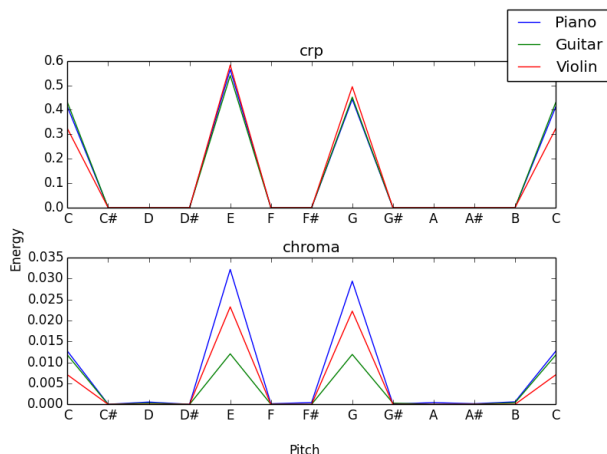 Piano
Guitar
Violin
crp
0.6
0.5
0.4
0.3
0.2
0.1
0.0
C C# D D# E F F# G G# A A# B C
Energy
chroma
0.035
0.030
0.025
0.020
0.015
0.010
0.005
0.000
C C# D D# E F F# G G# A A# B C
Pitch